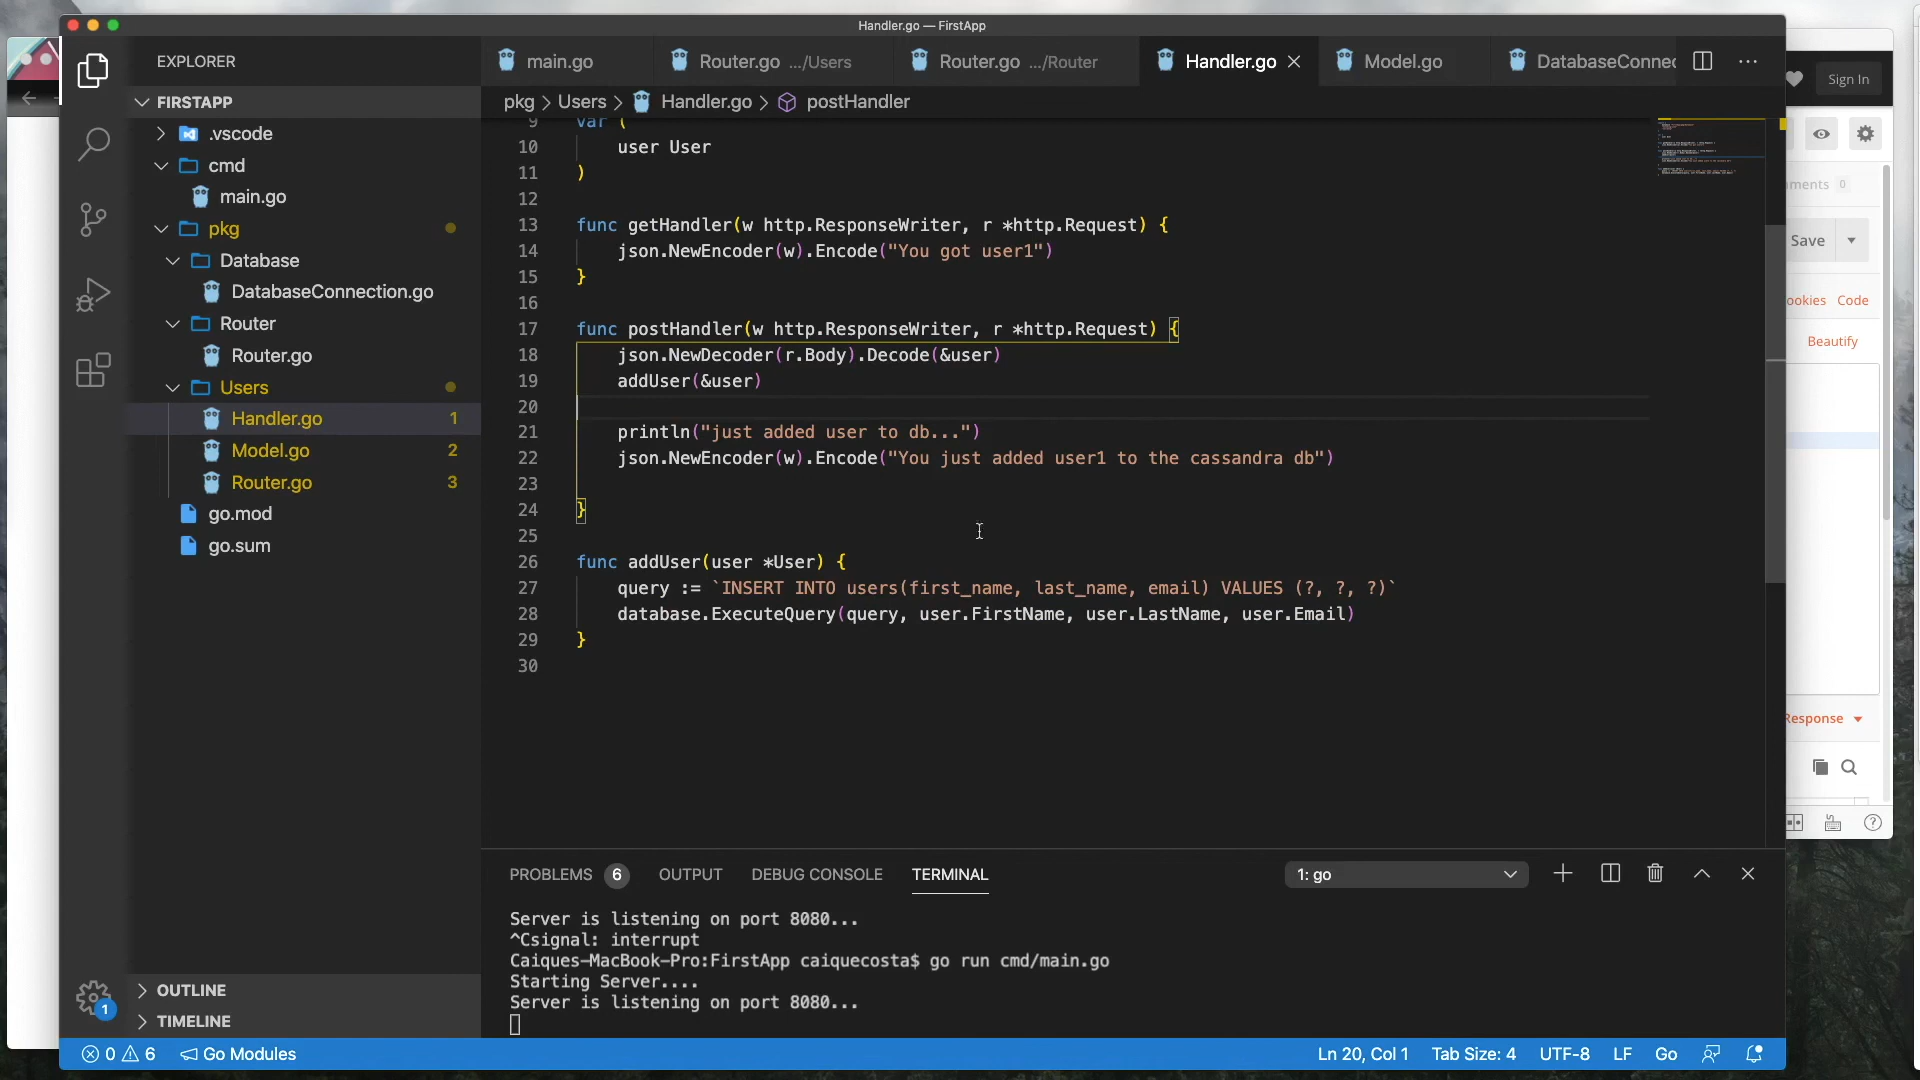 Handler.go — FirstApp
EXPLORER
FIRSTAPP
.vscode
cmd
main.go
pkg
Database
DatabaseConnection.go
Router
Router.go
Users
Handler.go 1
Model.go 2
Router.go 3
go.mod
go.sum
OUTLINE
TIMELINE
1
main.go
Router.go .../Users
Router.go .../Router
Handler.go
Model.go
DatabaseConnec
pkg > Users > Handler.go > postHandler
9 var (
10 user User
11 )
12
13 func getHandler(w http.ResponseWriter, r *http.Request) {
14 json.NewEncoder(w).Encode("You got user1")
15 }
16
17 func postHandler(w http.ResponseWriter, r *http.Request) {
18 json.NewDecoder(r.Body).Decode(&user)
19 addUser(&user)
20
21 println("just added user to db...")
22 json.NewEncoder(w).Encode("You just added user1 to the cassandra db")
23
24 }
25
26 func addUser(user *User) {
27 query := `INSERT INTO users(first_name, last_name, email) VALUES (?, ?, ?)`
28 database.ExecuteQuery(query, user.FirstName, user.LastName, user.Email)
29 }
30
PROBLEMS 6 OUTPUT DEBUG CONSOLE TERMINAL
1: go
Server is listening on port 8080...
^Csignal: interrupt
Caiques-MacBook-Pro:FirstApp caiquecosta$ go run cmd/main.go
Starting Server....
Server is listening on port 8080...
0 6 Go Modules
Ln 20, Col 1 Tab Size: 4 UTF-8 LF Go
Sign In
ments 0
Save
ookies Code
Beautify
Response